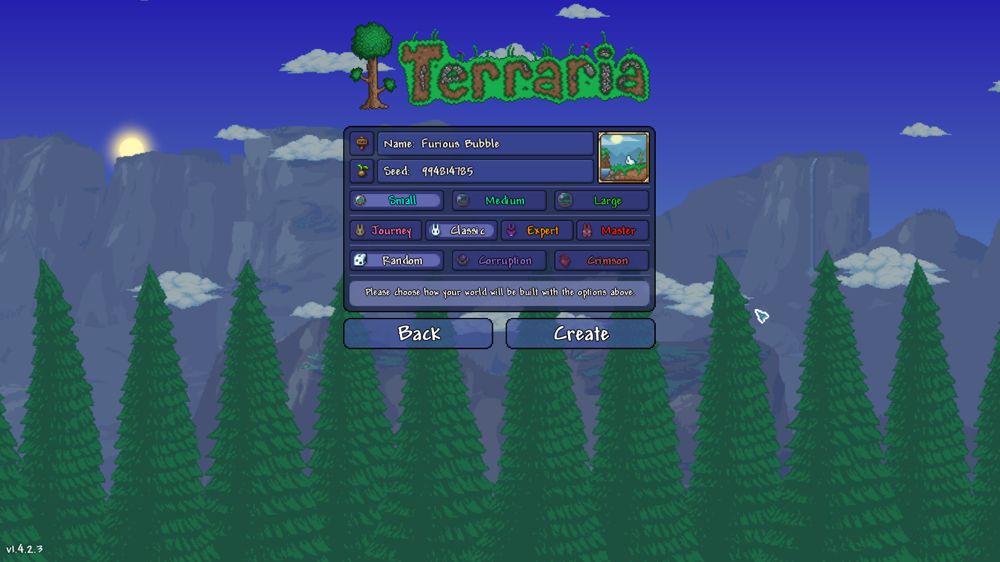 Terraria
Name: Furious Bubble
Seed: 994814785
Small Medium Large
Journey Classic Expert Master
Random Corruption Crimson
Please choose how your world will be built with the options above.
Back Create
v1.4.2.3